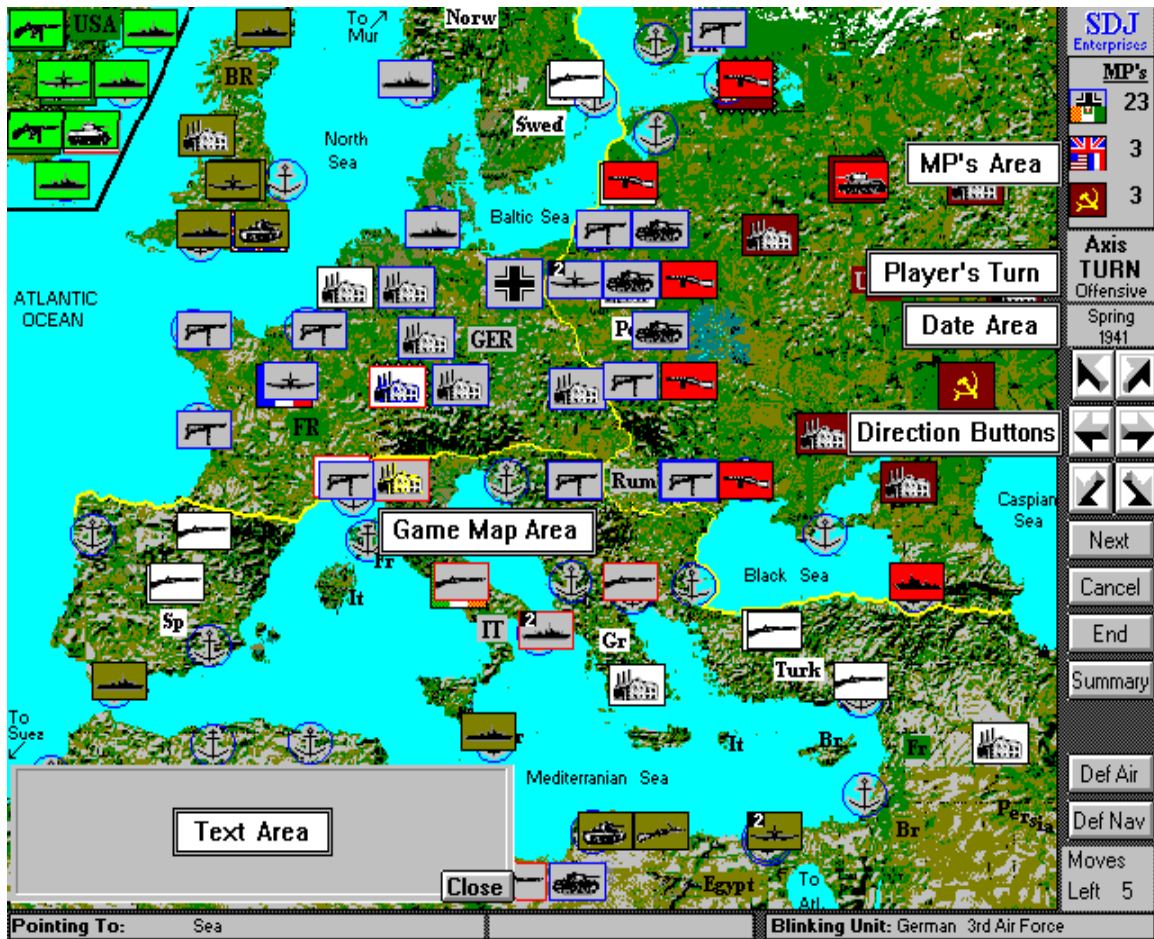 USA
To
Mur
Norw
SDJ
Enterprises
MP's
BR
23
North
Sea
Swed
3
MP's Area
3
Baltic Sea
Axis
TURN
Offensive
Player's Turn
2
ATLANTIC
OCEAN
GER
Date Area
Spring
1941
FR
Direction Buttons
Rum
Caspian
Sea
Game Map Area
Fr
Next
Black Sea
Cancel
It
Sp
IT
2
Gr
End
Turk
Summary
To
Suez
It
Br
Fr
Mediterranian Sea
Def Air
Text Area
2
Br
Persia
Def Nav
Close
Egypt
To
Atl.
Moves
Left 5
Pointing To: Sea
Blinking Unit: German 3rd Air Force